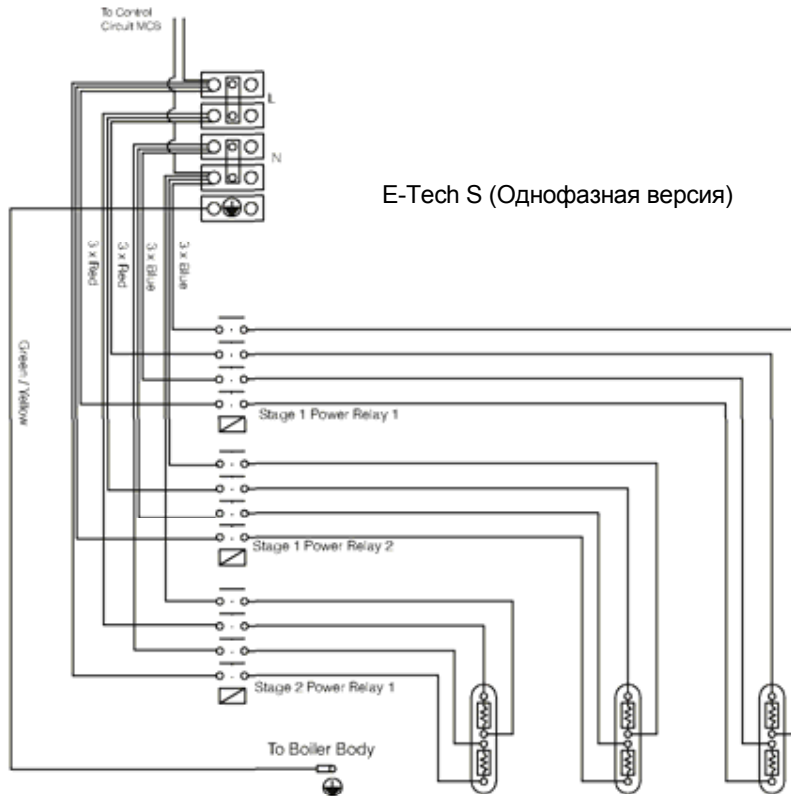 To Control
Circuit MCS
L
N
E-Tech S (Однофазная версия)
3 x Red
3 x Red
3 x Blue
3 x Blue
Green / Yellow
Stage 1 Power Relay 1
Stage 1 Power Relay 2
Stage 2 Power Relay 1
To Boiler Body